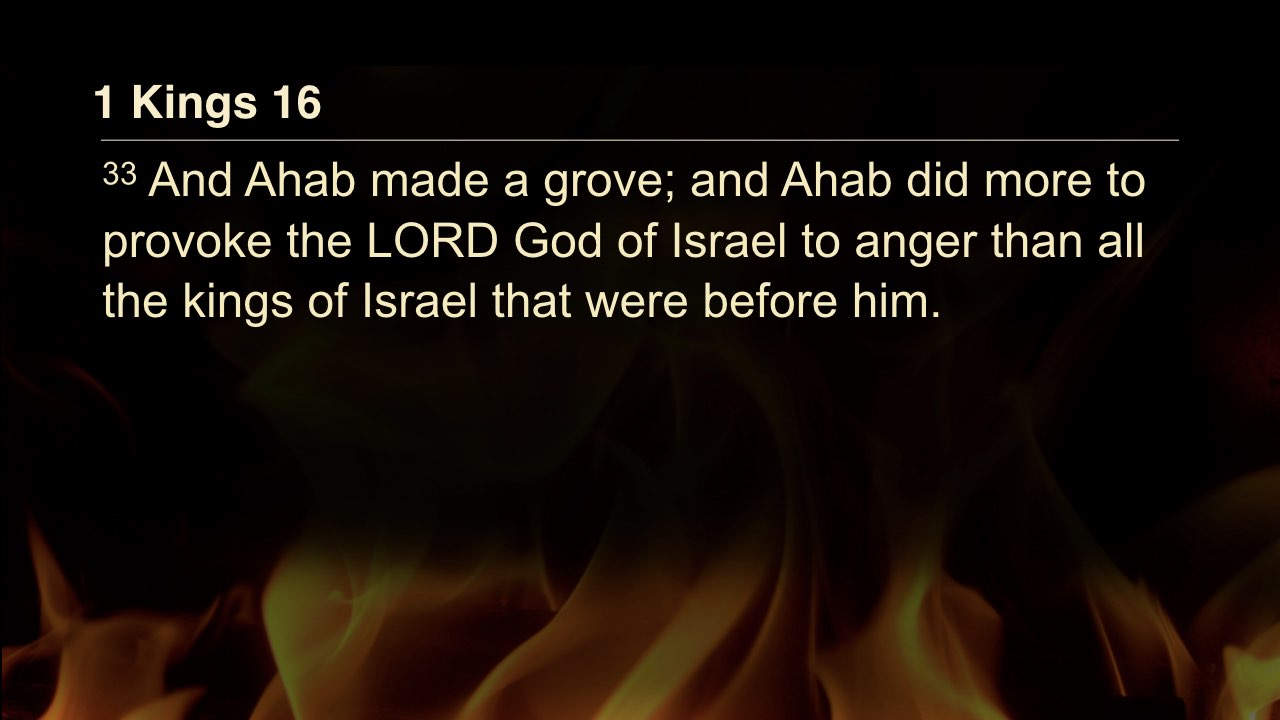 1 Kings 16
33 And Ahab made a grove; and Ahab did more to
provoke the LORD God of Israel to anger than all
the kings of Israel that were before him.